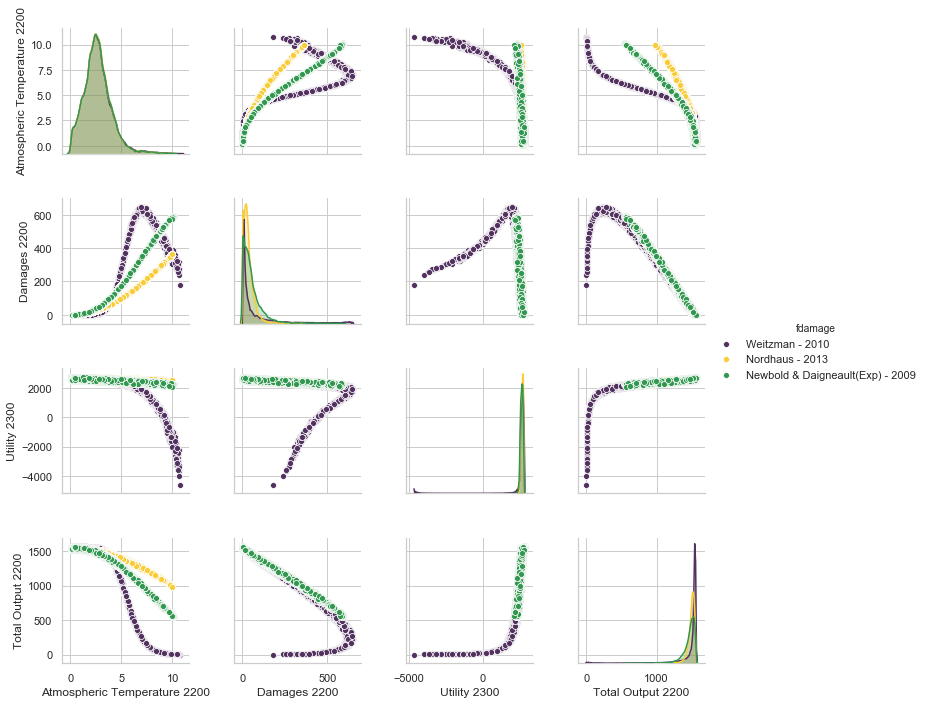 Atmospheric Temperature 2200
10.0
7.5
5.0
2.5
0.0
Damages 2200
600
400
200
0
fdamage
Weitzman - 2010
Nordhaus - 2013
Newbold & Daigneault(Exp) - 2009
Utility 2300
2000
0
−2000
−4000
Total Output 2200
1500
1000
500
0
0 5 10
Atmospheric Temperature 2200
0 500
Damages 2200
−5000 0
Utility 2300
0 1000
Total Output 2200